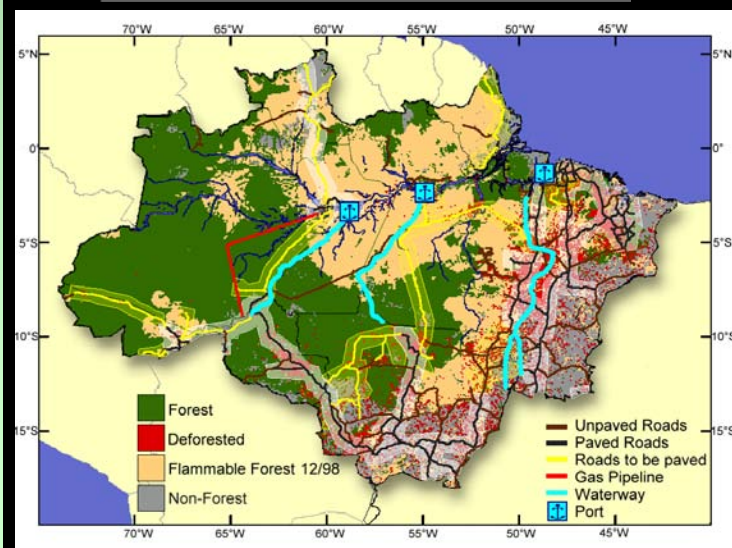 70°W 65°W 60°W 55°W 50°W 45°W
5°N 5°N
0° 0°
5°S 5°S
10°S 10°S
15°S 15°S
Forest
Deforested
Flammable Forest 12/98
Non-Forest
Unpaved Roads
Paved Roads
Roads to be paved
Gas Pipeline
Waterway
Port
70°W 65°W 60°W 55°W 50°W 45°W